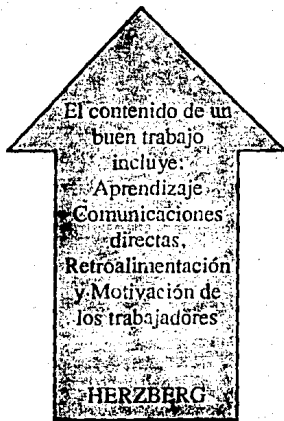 El contenido de un
buen trabajo
incluye:
Aprendizaje
Comunicaciones
directas,
Retroalimentación
y Motivación de
los trabajadores
HERZBERG